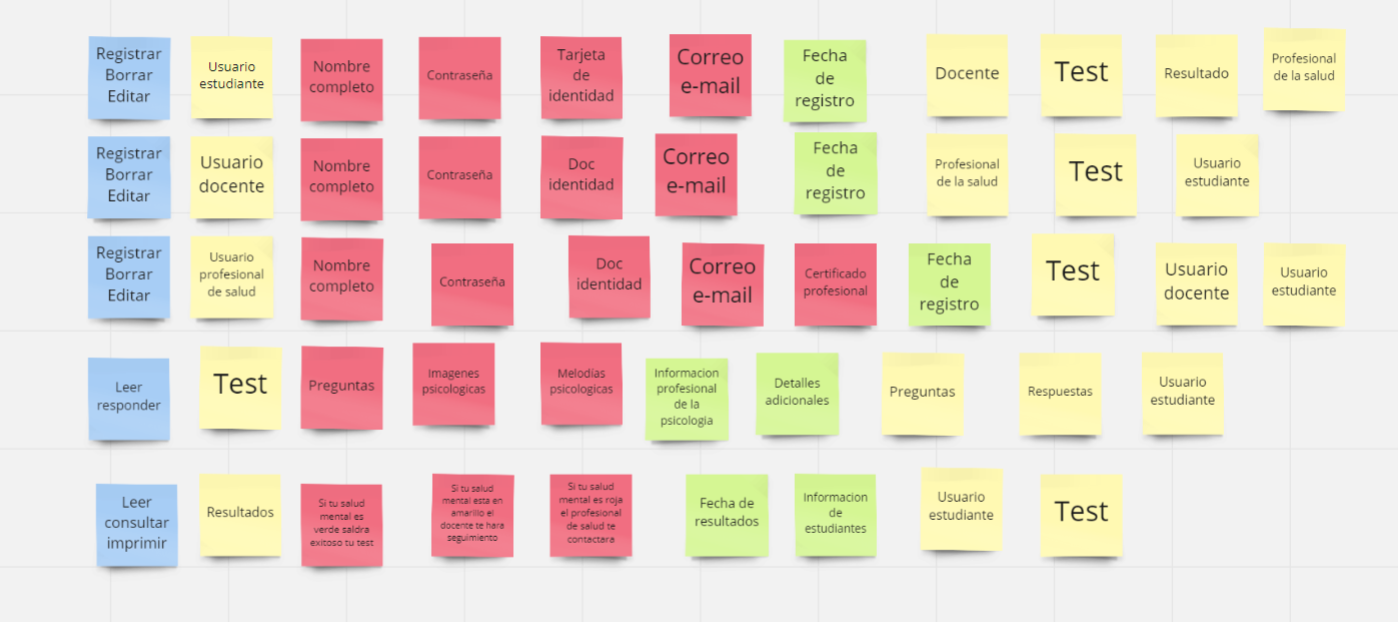 Registrar
Borrar
Editar
Usuario
estudiante
Nombre
completo
Contraseña
Tarjeta
de
identidad
Correo
e-mail
Fecha
de
registro
Docente
Test
Resultado
Profesional
de la salud
Registrar
Borrar
Editar
Usuario
docente
Nombre
completo
Contraseña
Doc
identidad
Correo
e-mail
Fecha
de
registro
Profesional
de la salud
Test
Usuario
estudiante
Registrar
Borrar
Editar
Usuario
profesional
de salud
Nombre
completo
Contraseña
Doc
identidad
Correo
e-mail
Certificado
profesional
Fecha
de
registro
Test
Usuario
docente
Usuario
estudiante
Leer
responder
Test
Preguntas
Imagenes
psicologicas
Melodias
psicologicas
Informacion
profesional
de la
psicologia
Detalles
adicionales
Preguntas
Respuestas
Usuario
estudiante
Leer
consultar
imprimir
Resultados
Si tu salud
mental es
verde saldra
exitoso tu test
Si tu salud
mental esta en
amarillo el
docente te hara
seguimiento
Si tu salud
mental es roja
el profesional
de salud te
contactara
Fecha de
resultados
Informacion
de
estudiantes
Usuario
estudiante
Test